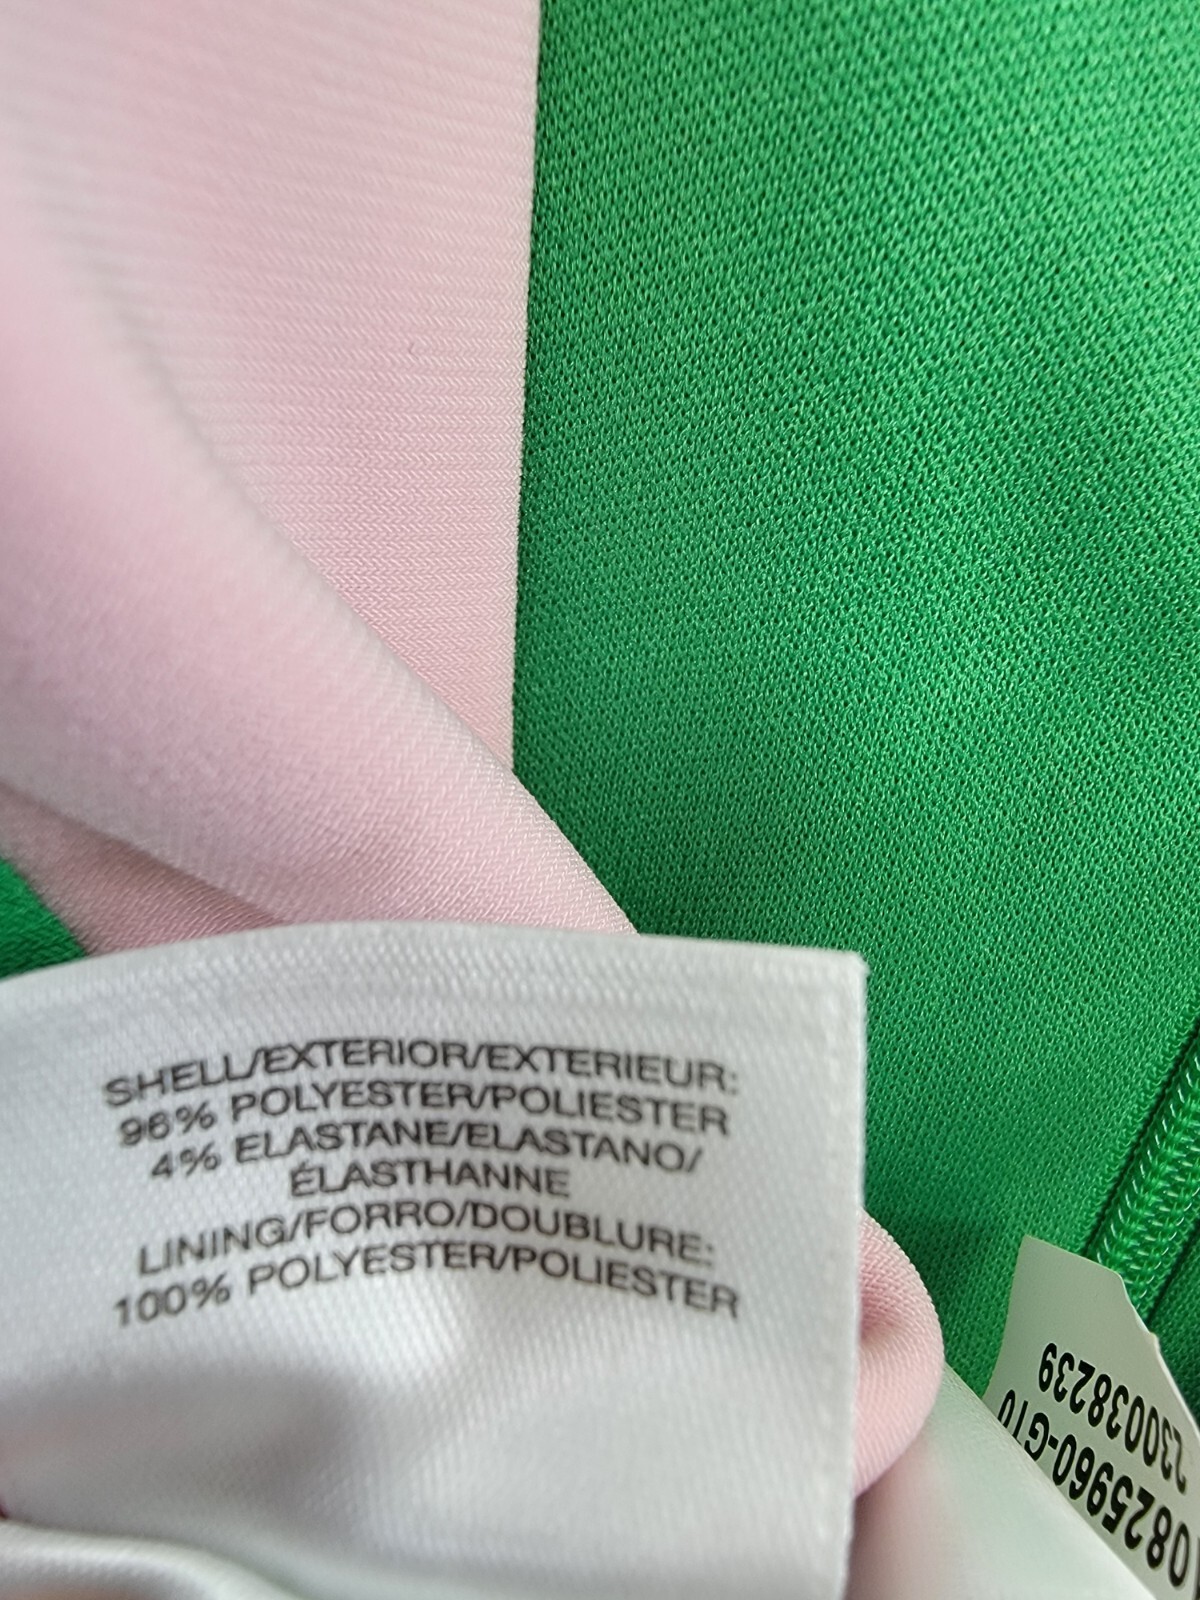 SHELL/EXTERIOR/EXTERIEUR:
96% POLYESTER/POLIESTER
4% ELASTANE/ELASTANO/
ÉLASTHANNE
LINING/FORRO/DOUBLURE:
100% POLYESTER/POLIESTER
230038239
0825960-G10